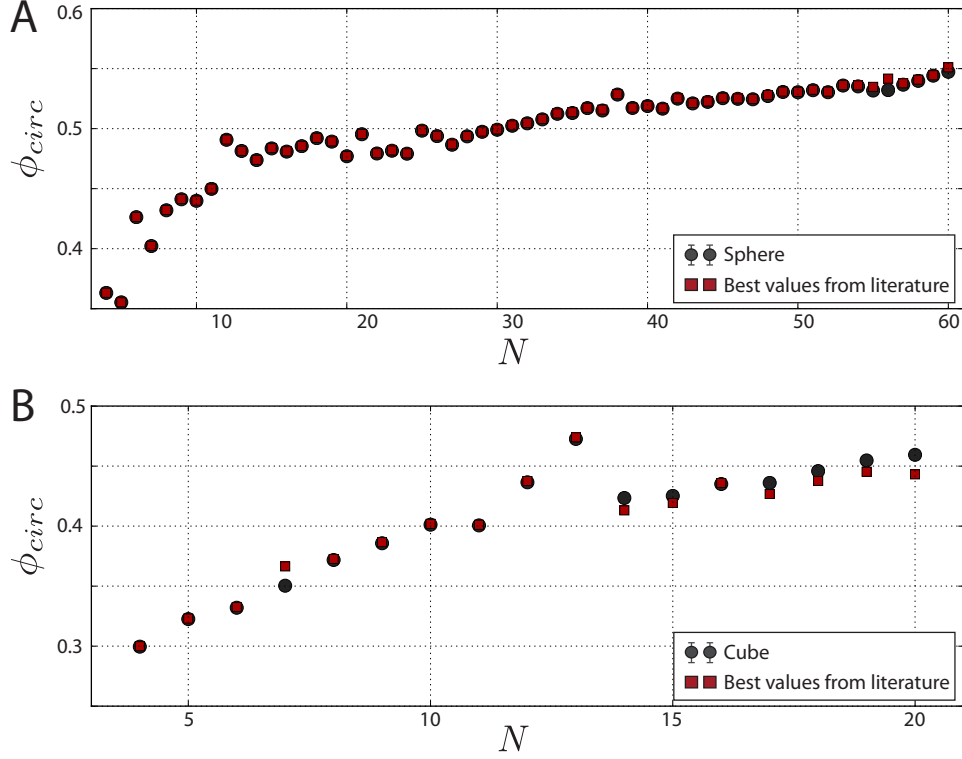 A
0.6
0.5
0.4
ϕcirc
10 20 30 40 50 60
N
Sphere
Best values from literature
B
0.5
0.4
0.3
ϕcirc
5 10 15 20
N
Cube
Best values from literature